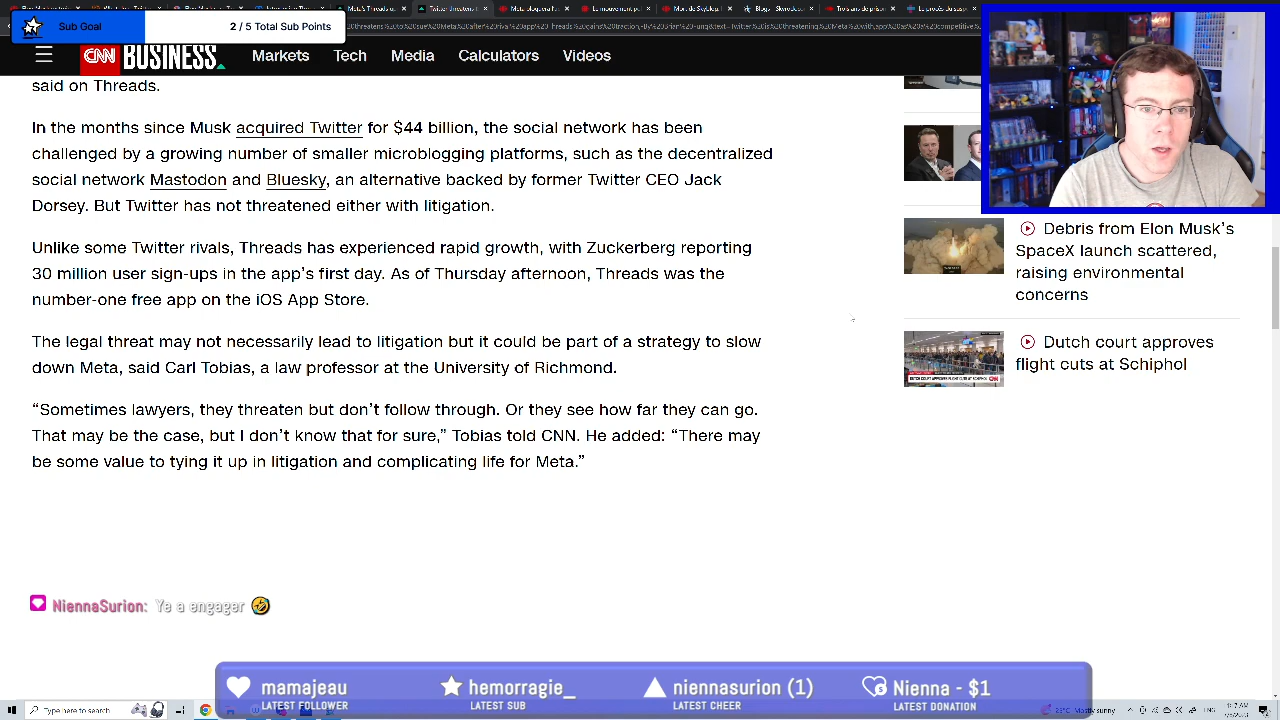 Sub Goal
2 / 5 Total Sub Points
CNN BUSINESS
Markets
Tech
Media
Calculators
Videos
said on Threads.
In the months since Musk acquired Twitter for $44 billion, the social network has been
challenged by a growing number of smaller microblogging platforms, such as the decentralized
social network Mastodon and Bluesky, an alternative backed by former Twitter CEO Jack
Dorsey. But Twitter has not threatened either with litigation.
Unlike some Twitter rivals, Threads has experienced rapid growth, with Zuckerberg reporting
30 million user sign-ups in the app’s first day. As of Thursday afternoon, Threads was the
number-one free app on the iOS App Store.
The legal threat may not necessarily lead to litigation but it could be part of a strategy to slow
down Meta, said Carl Tobias, a law professor at the University of Richmond.
“Sometimes lawyers, they threaten but don’t follow through. Or they see how far they can go.
That may be the case, but I don’t know that for sure,” Tobias told CNN. He added: “There may
be some value to tying it up in litigation and complicating life for Meta.”
Debris from Elon Musk’s
SpaceX launch scattered,
raising environmental
concerns
Dutch court approves
flight cuts at Schiphol
NiennaSurion: Ye a engager 🤣
mamajeau
LATEST FOLLOWER
hemorragie_
LATEST SUB
niennasurion (1)
LATEST CHEER
Nienna - $1
LATEST DONATION
Type here to search
Mostly sunny
ENG